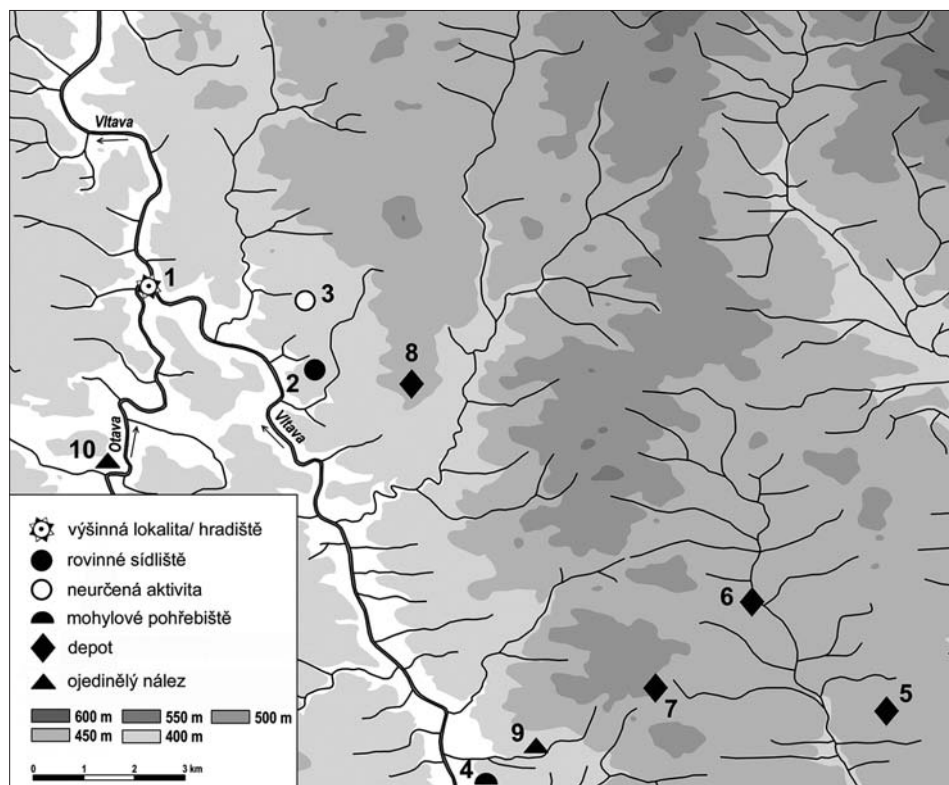 Vltava
1
3
2
8
Vltava
10
Otava
výšinná lokalita/ hradiště
rovinné sídliště
neurčená aktivita
mohylové pohřebiště
depot
ojedinělý nález
600 m 550 m 500 m
450 m 400 m
0 1 2 3 km
6
7
5
9
4